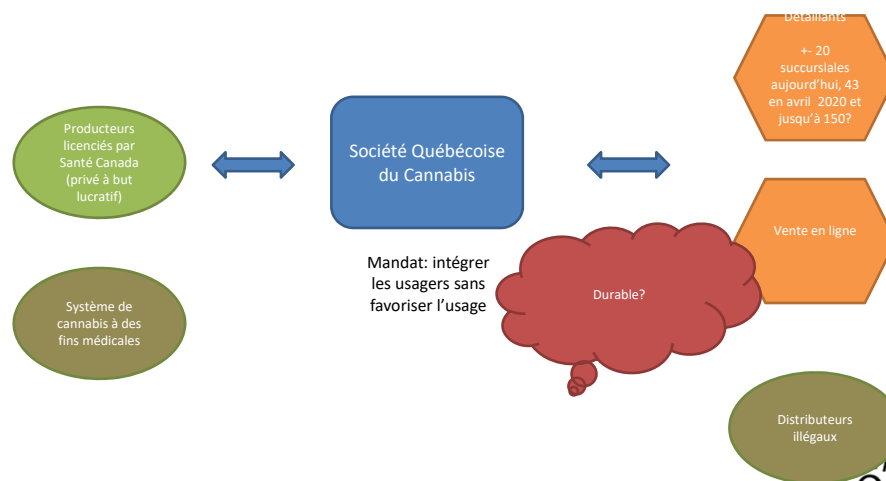 Détaillants
+- 20
succurslales
aujourd'hui, 43
en avril 2020 et
jusqu'à 150?
Producteurs
licenciés par
Santé Canada
(privé à but
lucratif)
Société Québécoise
du Cannabis
Vente en ligne
Mandat: intégrer
les usagers sans
favoriser l'usage
Durable?
Système de
cannabis à des
fins médicales
Distributeurs
illégaux